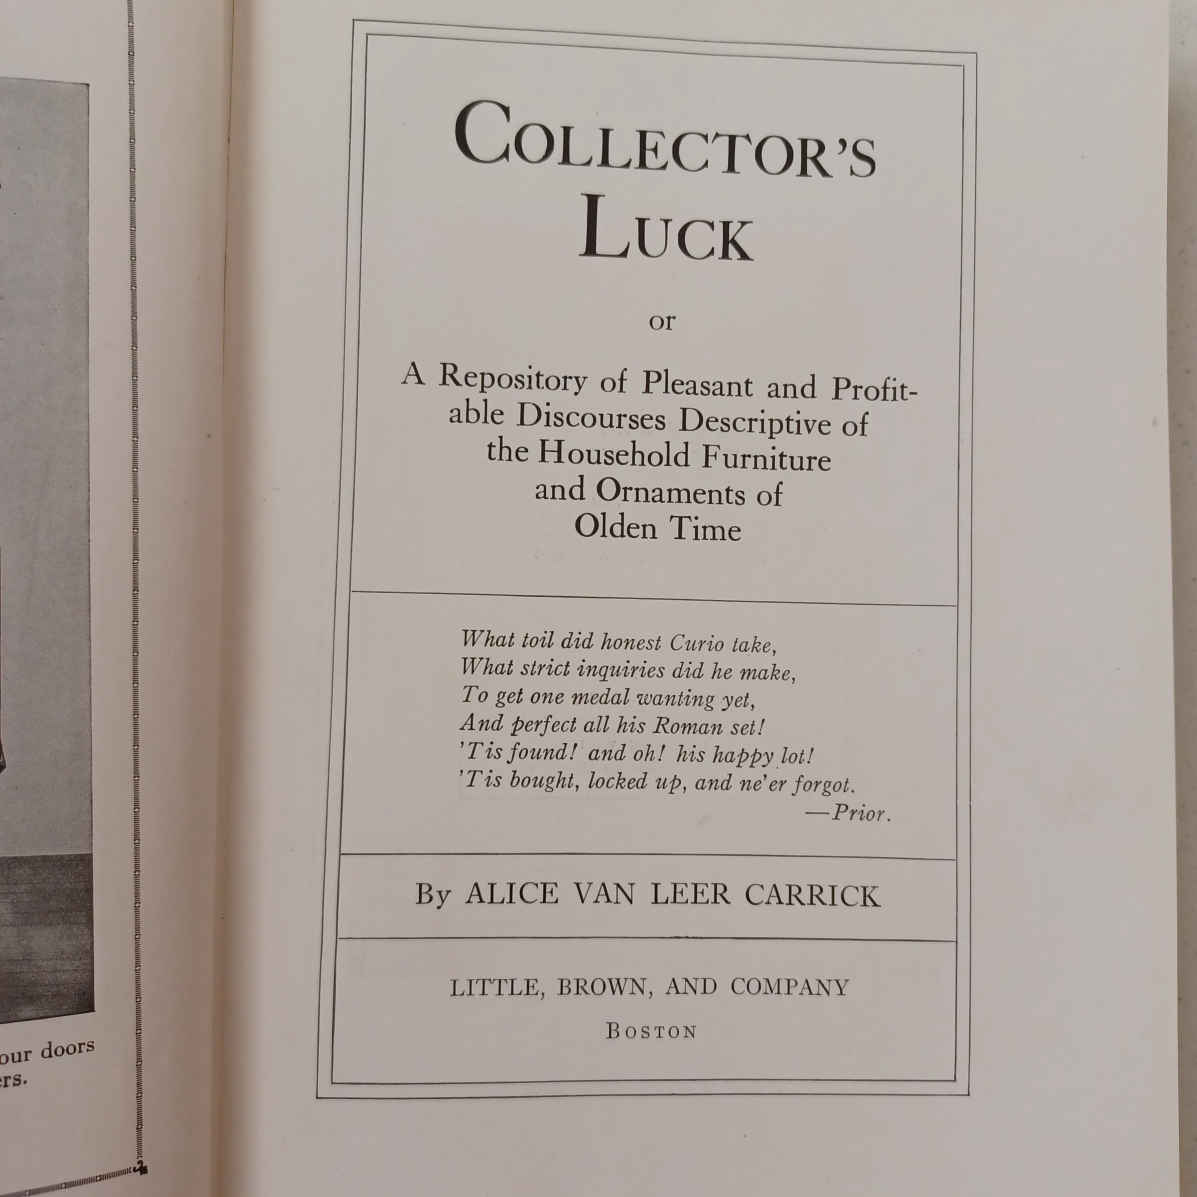 our doors
rs.
COLLECTOR'S
LUCK
or
A Repository of Pleasant and Profit-
able Discourses Descriptive of
the Household Furniture
and Ornaments of
Olden Time
What toil did honest Curio take,
What strict inquiries did he make,
To get one medal wanting yet,
And perfect all his Roman set!
'Tis found! and oh! his happy lot!
'Tis bought, locked up, and ne'er forgot.
—Prior.
By ALICE VAN LEER CARRICK
LITTLE, BROWN, AND COMPANY
BOSTON